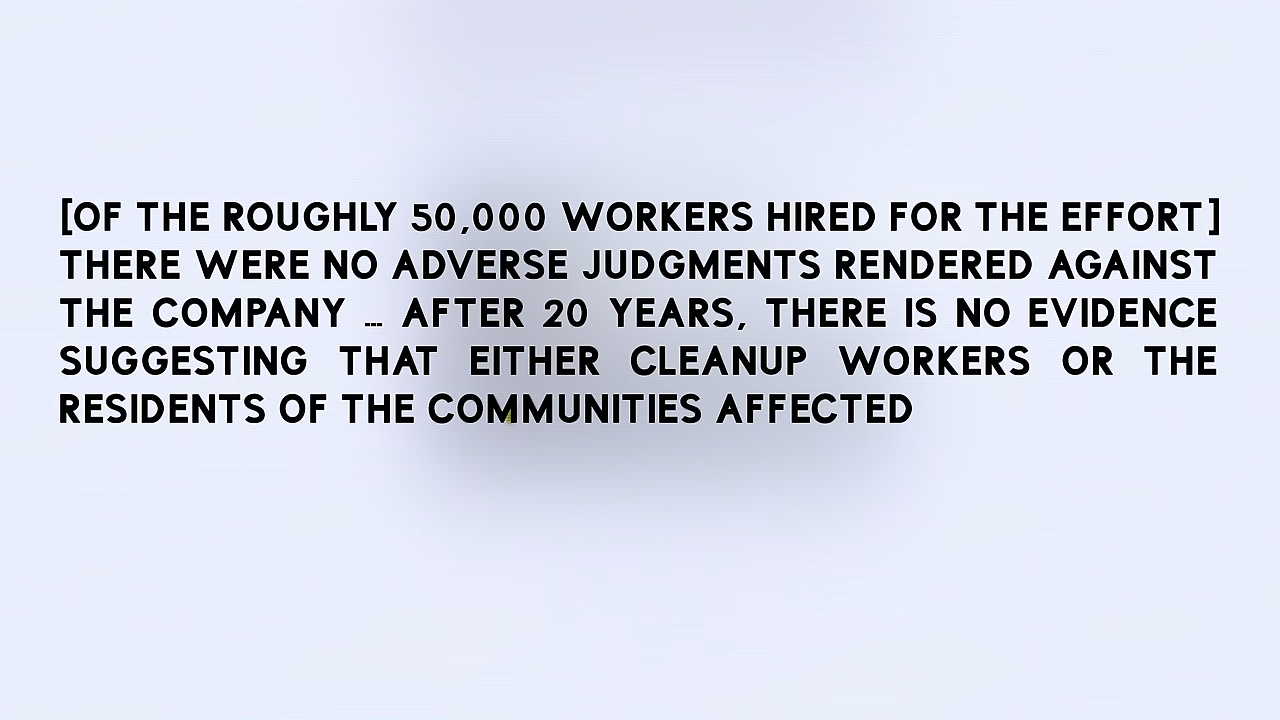 [OF THE ROUGHLY 50,000 WORKERS HIRED FOR THE EFFORT]
THERE WERE NO ADVERSE JUDGMENTS RENDERED AGAINST
THE COMPANY ... AFTER 20 YEARS, THERE IS NO EVIDENCE
SUGGESTING THAT EITHER CLEANUP WORKERS OR THE
RESIDENTS OF THE COMMUNITIES AFFECTED